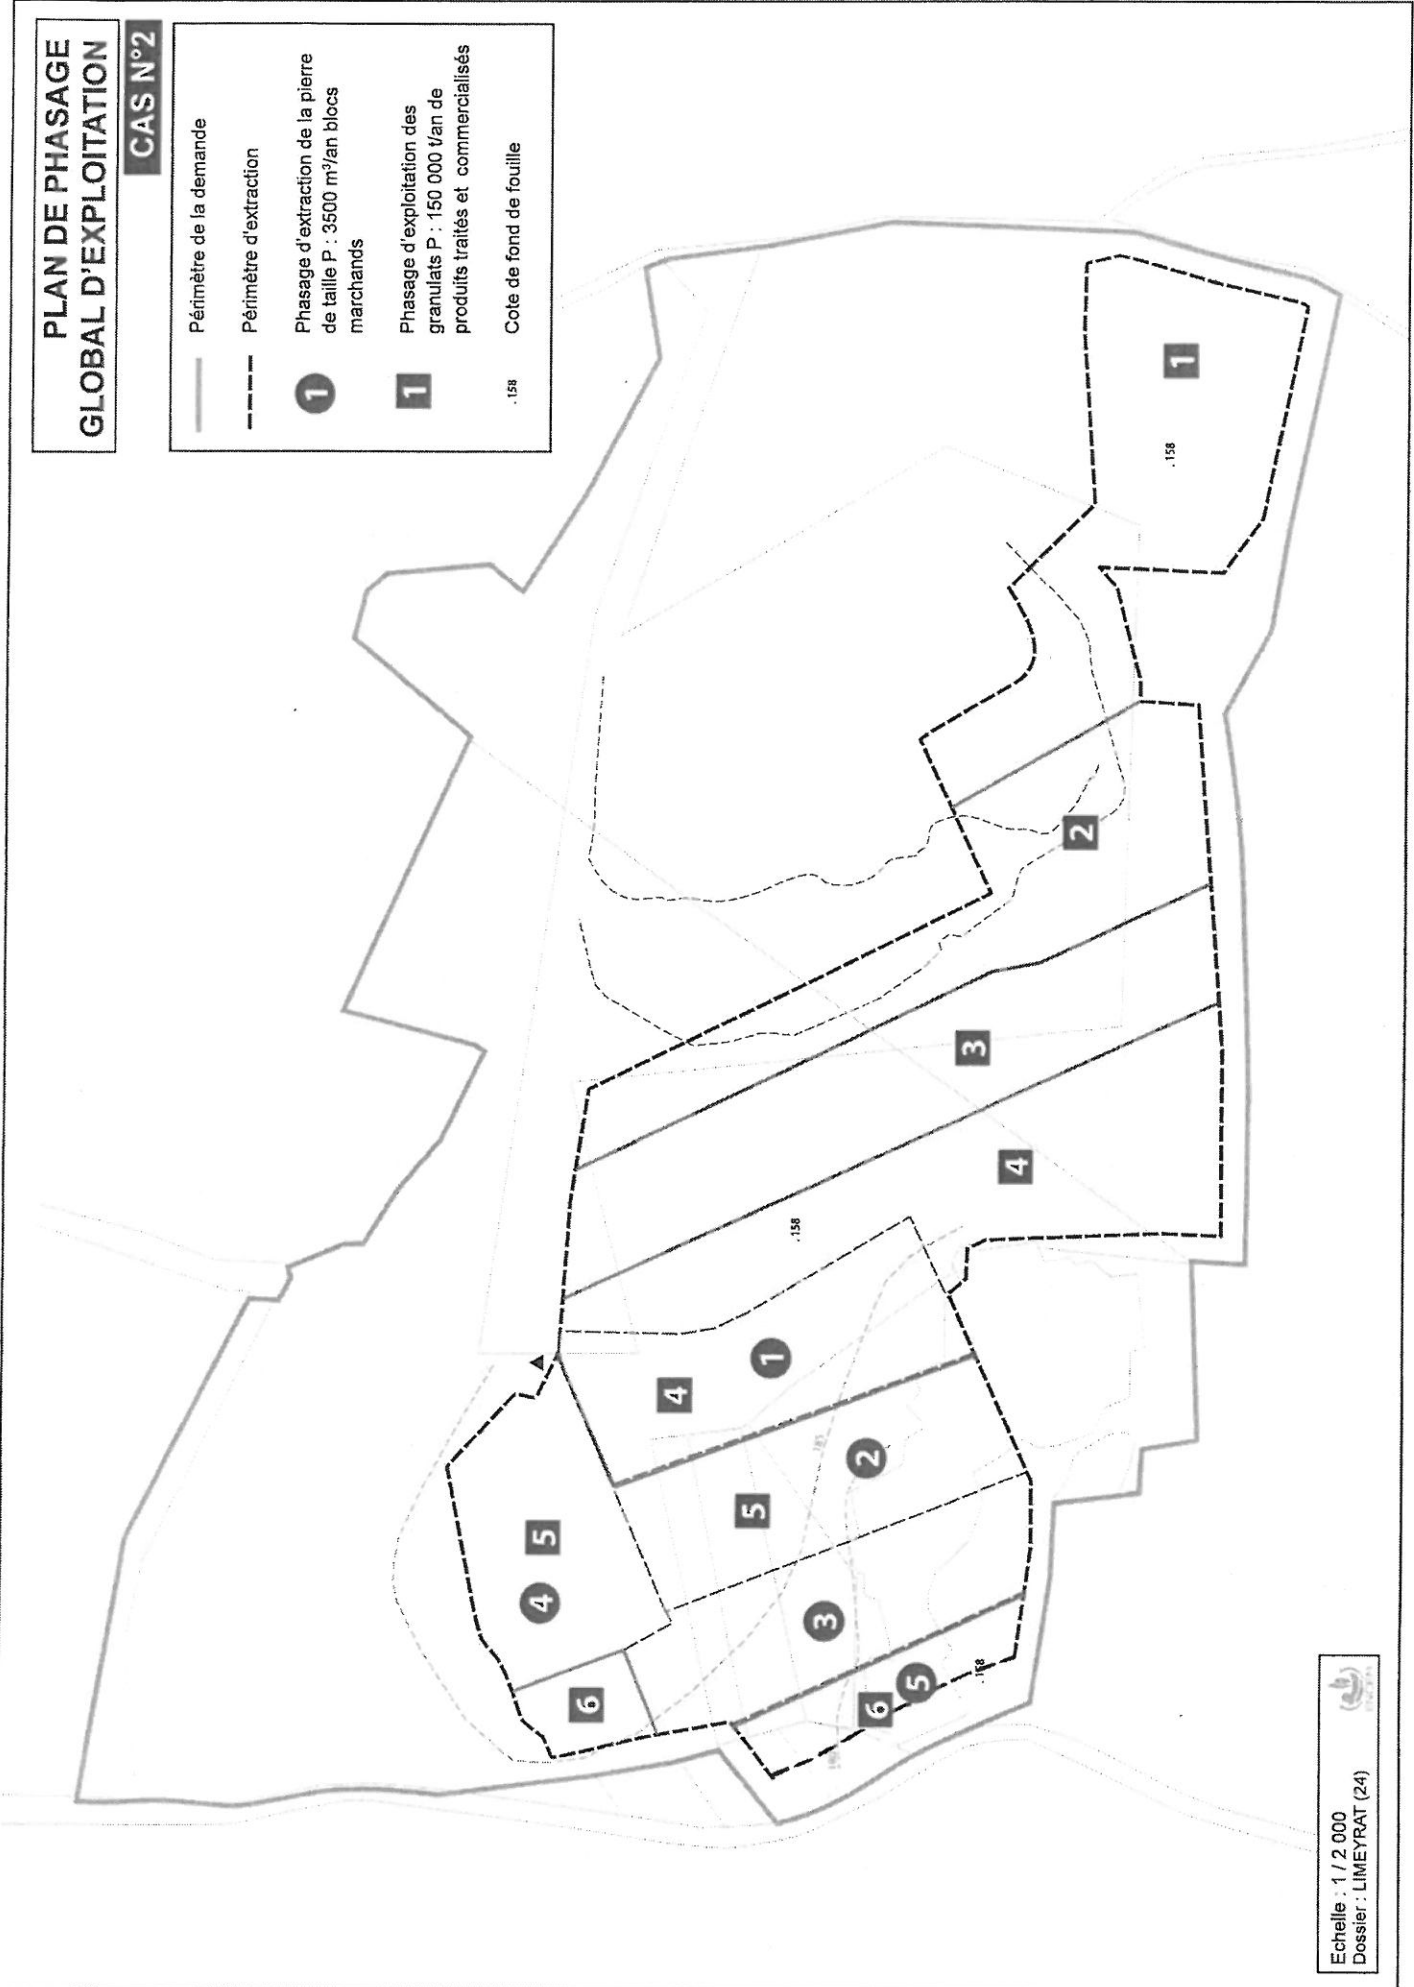 PLAN DE PHASAGE
GLOBAL D'EXPLOITATION
CAS N°2
Périmètre de la demande
Périmètre d'extraction
1
Phasage d'extraction de la pierre
de taille P : 3500 m³/an blocs
marchands
1
Phasage d'exploitation des
granulats P : 150 000 t/an de
produits traités et commercialisés
.158
Cote de fond de fouille
6
5
4
5
4
1
2
3
6
5
.158
185
180
.158
4
3
2
1
.158
Echelle : 1 / 2 000
Dossier : LIMEYRAT (24)